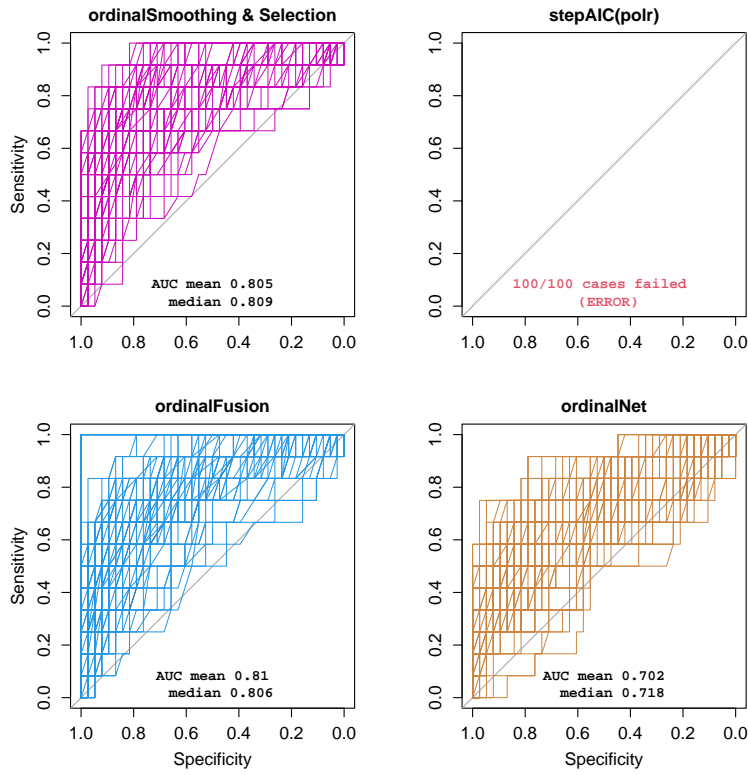 ordinalSmoothing & Selection
Sensitivity
0.0 0.2 0.4 0.6 0.8 1.0
AUC mean 0.805
median 0.809
1.0 0.8 0.6 0.4 0.2 0.0
stepAIC(polr)
0.0 0.2 0.4 0.6 0.8 1.0
100/100 cases failed
(ERROR)
1.0 0.8 0.6 0.4 0.2 0.0
ordinalFusion
Sensitivity
0.0 0.2 0.4 0.6 0.8 1.0
AUC mean 0.81
median 0.806
1.0 0.8 0.6 0.4 0.2 0.0
Specificity
ordinalNet
0.0 0.2 0.4 0.6 0.8 1.0
AUC mean 0.702
median 0.718
1.0 0.8 0.6 0.4 0.2 0.0
Specificity